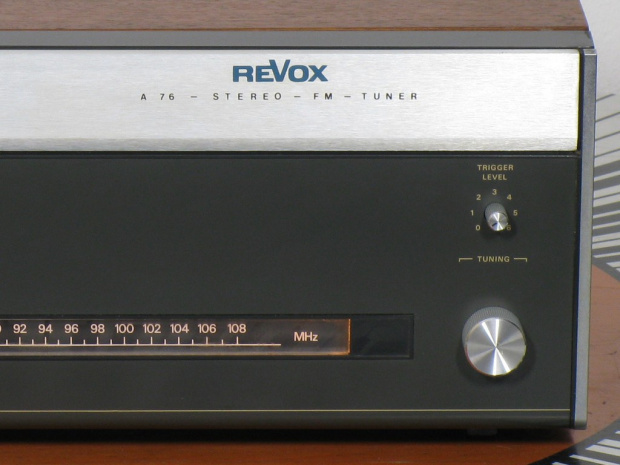 REVOX
A 76 – STEREO – FM – TUNER
TRIGGER
LEVEL
3
2 4
1 5
0 6
TUNING
92 94 96 98 100 102 104 106 108 MHz